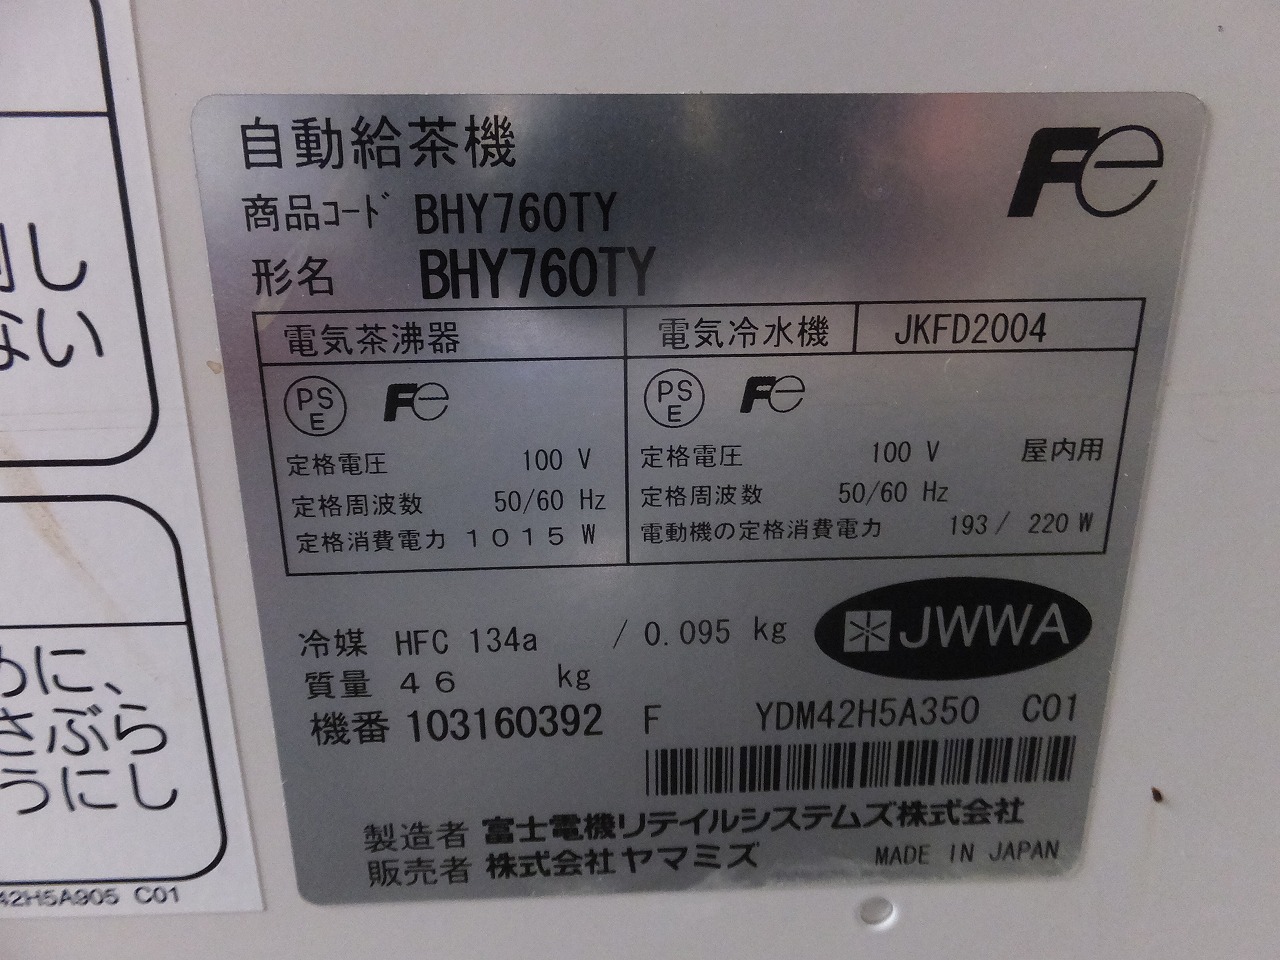 自動給茶機
Fe
商品コード BHY760TY
形名 BHY760TY
電気茶沸器
電気冷水機 JKFD2004
PSE Fe
定格電圧 100 V
定格周波数 50/60 Hz
定格消費電力 1015 W
PSE Fe
定格電圧 100 V 屋内用
定格周波数 50/60 Hz
電動機の定格消費電力 193/ 220 W
冷媒 HFC 134a / 0.095 kg
JWWA
質量 46 kg
機番 103160392 F YDM42H5A350 C01
製造者 富士電機リテイルシステムズ株式会社
販売者 株式会社ヤマミズ MADE IN JAPAN
し
ない
めに、
さぶら
うにし
42H5A905 C01